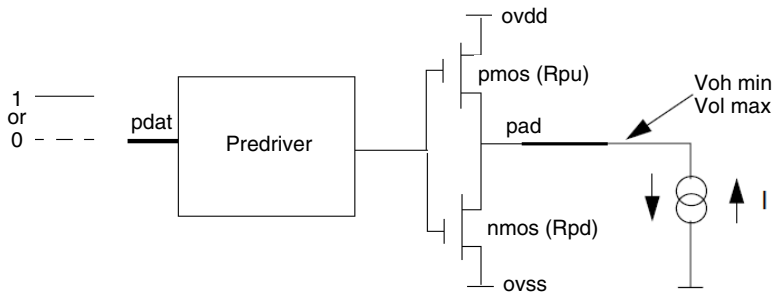 ovdd
pmos (Rpu)
Voh min
Vol max
1
or
0
pdat
Predriver
pad
I
nmos (Rpd)
ovss